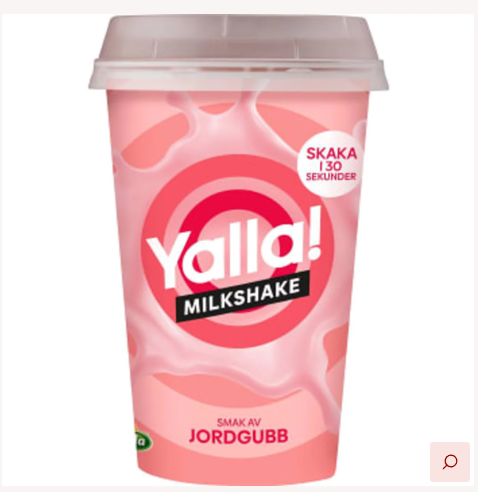 SKAKA
I 30
SEKUNDER
Yalla!
MILKSHAKE
SMAK AV
JORDGUBB